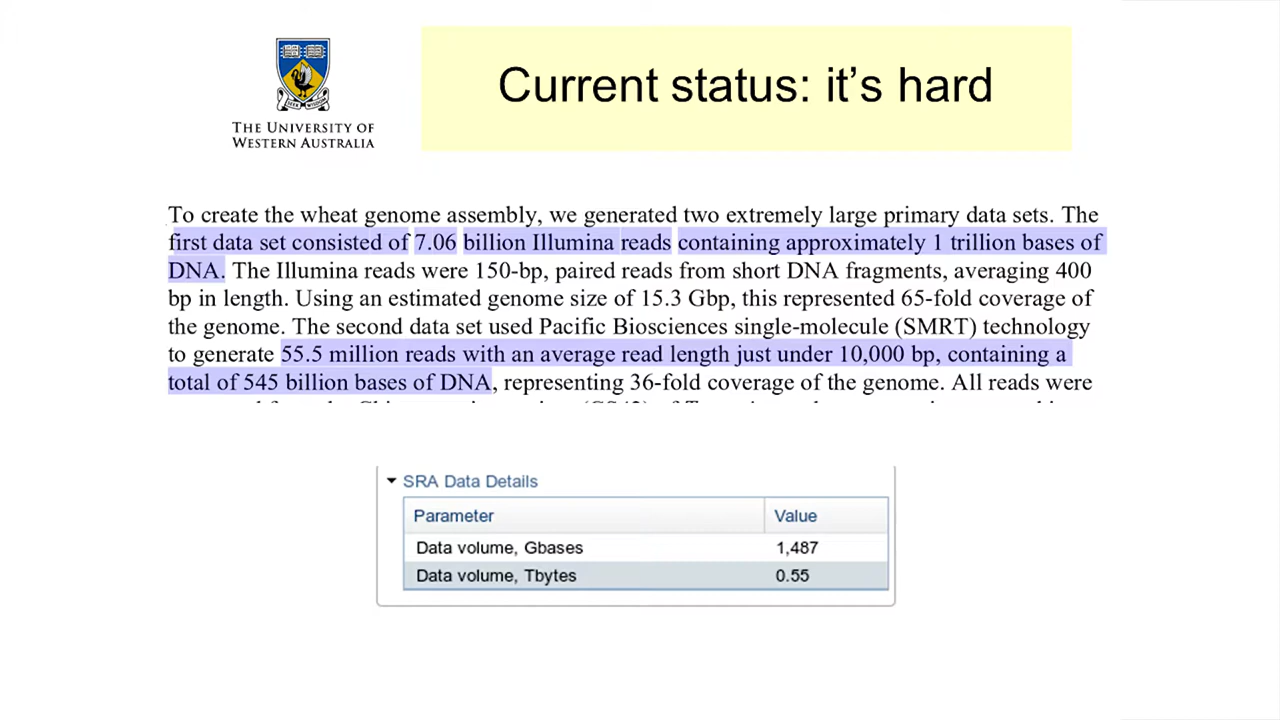 Current status: it's hard
THE UNIVERSITY OF
WESTERN AUSTRALIA
To create the wheat genome assembly, we generated two extremely large primary data sets. The
first data set consisted of 7.06 billion Illumina reads containing approximately 1 trillion bases of
DNA. The Illumina reads were 150-bp, paired reads from short DNA fragments, averaging 400
bp in length. Using an estimated genome size of 15.3 Gbp, this represented 65-fold coverage of
the genome. The second data set used Pacific Biosciences single-molecule (SMRT) technology
to generate 55.5 million reads with an average read length just under 10,000 bp, containing a
total of 545 billion bases of DNA, representing 36-fold coverage of the genome. All reads were
SRA Data Details
Parameter Value
Data volume, Gbases 1,487
Data volume, Tbytes 0.55